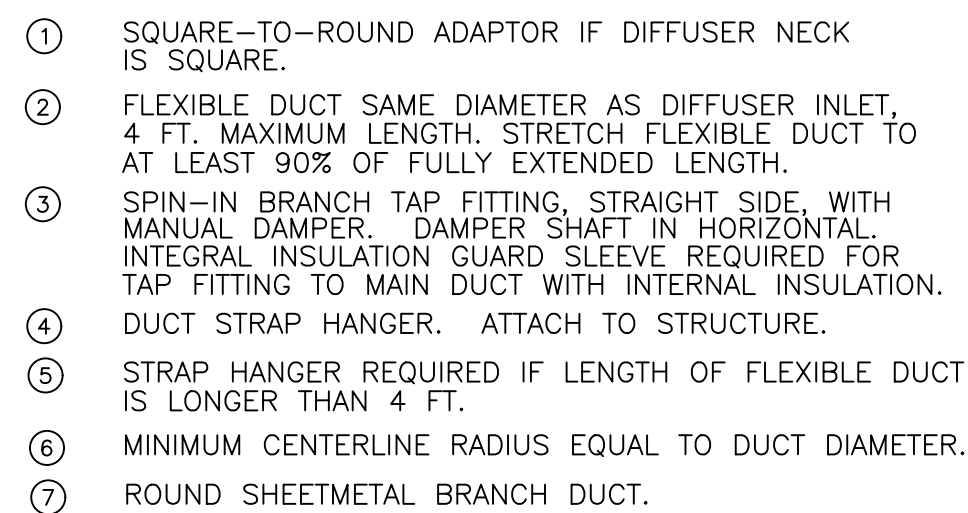 1 SQUARE-TO-ROUND ADAPTOR IF DIFFUSER NECK
IS SQUARE.
2 FLEXIBLE DUCT SAME DIAMETER AS DIFFUSER INLET,
4 FT. MAXIMUM LENGTH. STRETCH FLEXIBLE DUCT TO
AT LEAST 90% OF FULLY EXTENDED LENGTH.
3 SPIN-IN BRANCH TAP FITTING, STRAIGHT SIDE, WITH
MANUAL DAMPER. DAMPER SHAFT IN HORIZONTAL.
INTEGRAL INSULATION GUARD SLEEVE REQUIRED FOR
TAP FITTING TO MAIN DUCT WITH INTERNAL INSULATION.
4 DUCT STRAP HANGER. ATTACH TO STRUCTURE.
5 STRAP HANGER REQUIRED IF LENGTH OF FLEXIBLE DUCT
IS LONGER THAN 4 FT.
6 MINIMUM CENTERLINE RADIUS EQUAL TO DUCT DIAMETER.
7 ROUND SHEETMETAL BRANCH DUCT.